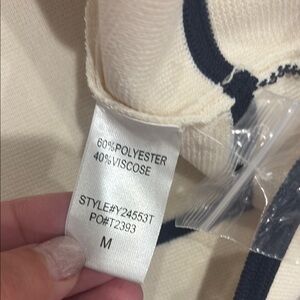 60%POLYESTER
40%VISCOSE
STYLE#Y24553T
PO#T2393
M